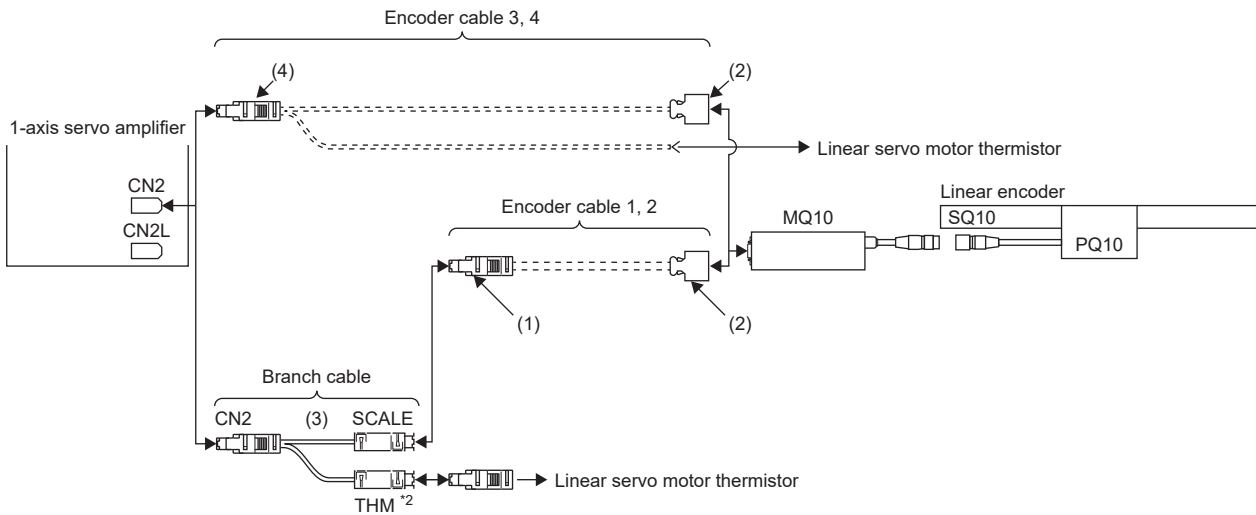 Encoder cable 3, 4
(4)
(2)
1-axis servo amplifier
Linear servo motor thermistor
CN2
CN2L
Encoder cable 1, 2
MQ10
Linear encoder
SQ10
PQ10
(1)
(2)
Branch cable
CN2
(3)
SCALE
THM *2
Linear servo motor thermistor